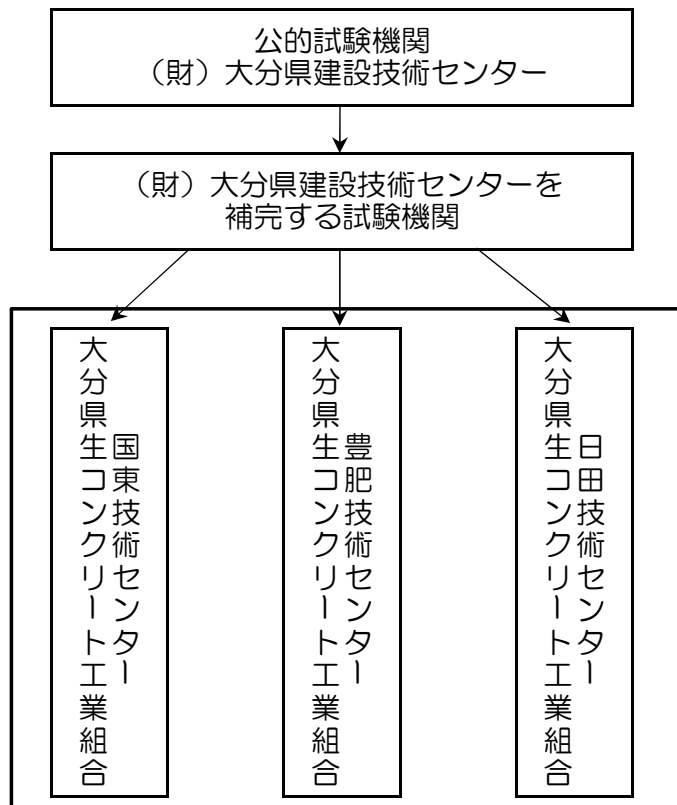 公的試験機関
（財）大分県建設技術センター
（財）大分県建設技術センターを
補完する試験機関
大分県生コンクリート工業組合
国東技術センター
大分県生コンクリート工業組合
豊肥技術センター
大分県生コンクリート工業組合
日田技術センター